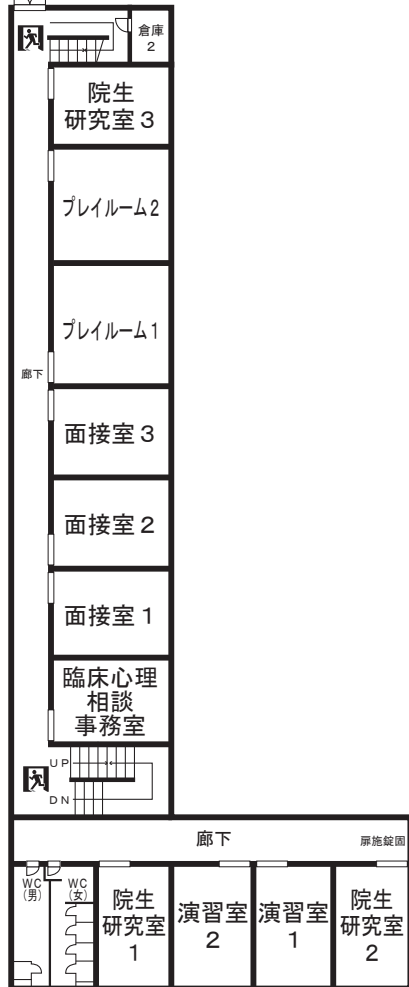 倉庫
2
院生
研究室3
プレイルーム2
プレイルーム1
廊下
面接室3
面接室2
面接室1
臨床心理
相談
事務室
UP
DN
廊下
扉施錠固
WC
(男)
WC
(女)
院生
研究室
1
演習室
2
演習室
1
院生
研究室
2